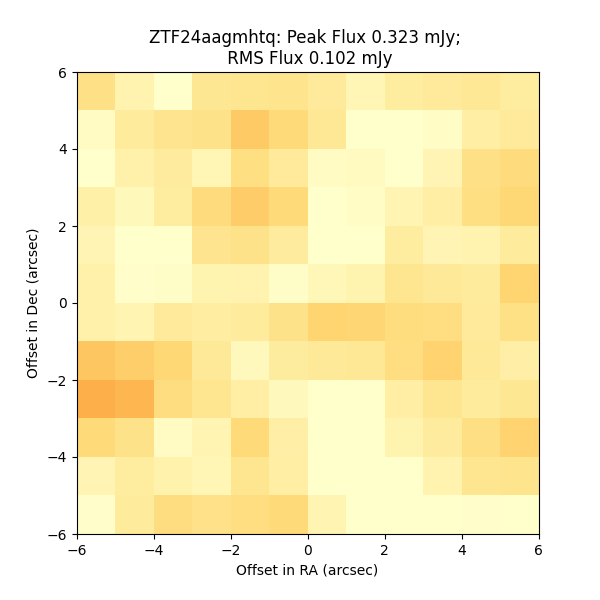 ZTF24aagmhtq: Peak Flux 0.323 mJy;
RMS Flux 0.102 mJy
6
4
2
0
−2
−4
−6
Offset in Dec (arcsec)
−6 −4 −2 0 2 4 6
Offset in RA (arcsec)